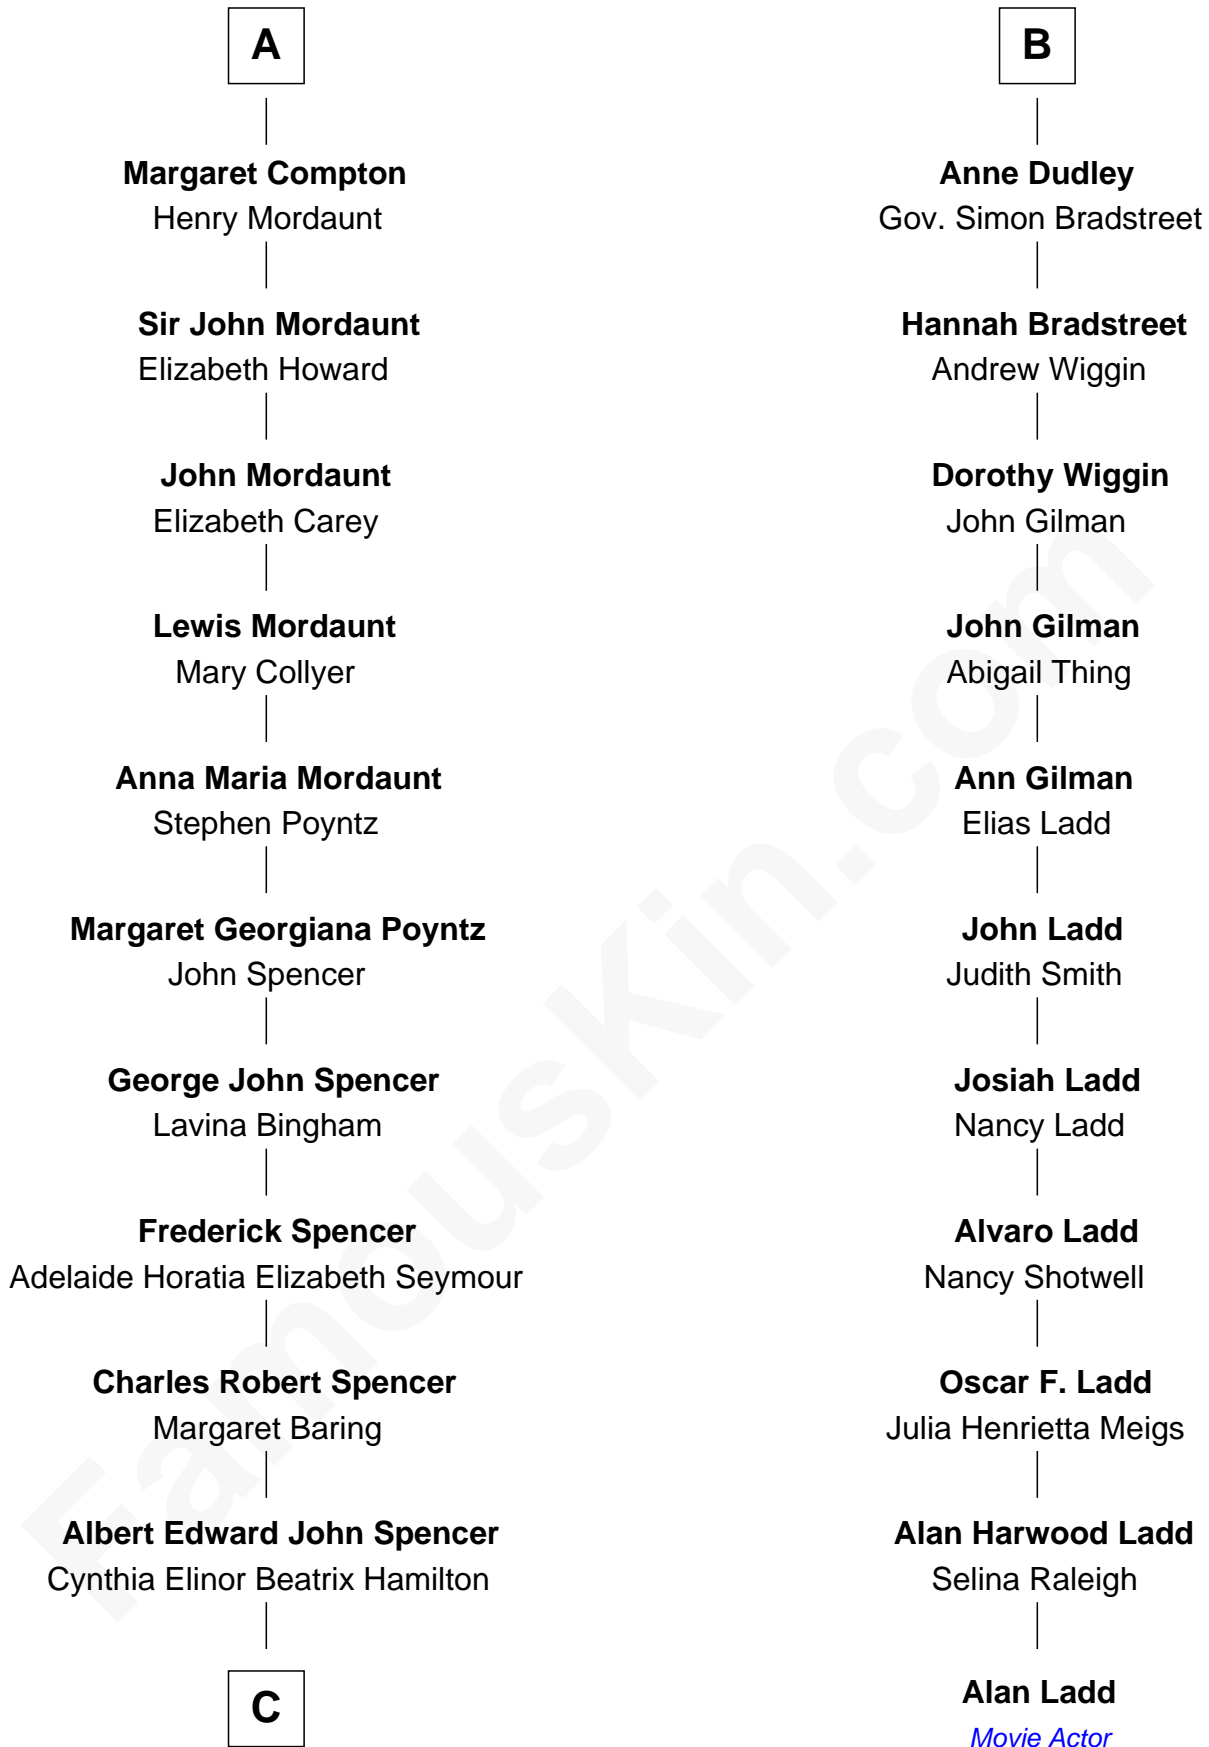 A
Margaret Compton
Henry Mordaunt
Sir John Mordaunt
Elizabeth Howard
John Mordaunt
Elizabeth Carey
Lewis Mordaunt
Mary Collyer
Anna Maria Mordaunt
Stephen Poyntz
Margaret Georgiana Poyntz
John Spencer
George John Spencer
Lavina Bingham
Frederick Spencer
Adelaide Horatia Elizabeth Seymour
Charles Robert Spencer
Margaret Baring
Albert Edward John Spencer
Cynthia Elinor Beatrix Hamilton
C
B
Anne Dudley
Gov. Simon Bradstreet
Hannah Bradstreet
Andrew Wiggin
Dorothy Wiggin
John Gilman
John Gilman
Abigail Thing
Ann Gilman
Elias Ladd
John Ladd
Judith Smith
Josiah Ladd
Nancy Ladd
Alvaro Ladd
Nancy Shotwell
Oscar F. Ladd
Julia Henrietta Meigs
Alan Harwood Ladd
Selina Raleigh
Alan Ladd
Movie Actor
FamousKin.com